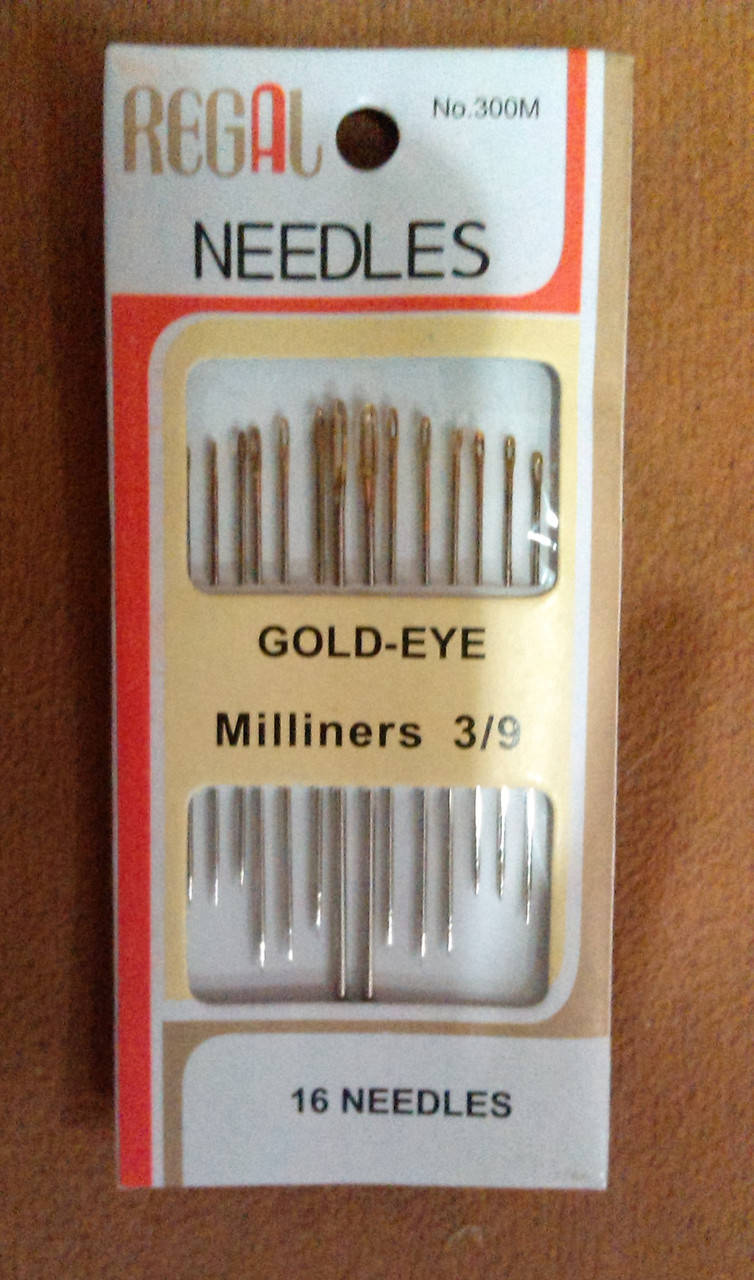 REGAL
No.300M
NEEDLES
GOLD-EYE
Milliners 3/9
16 NEEDLES